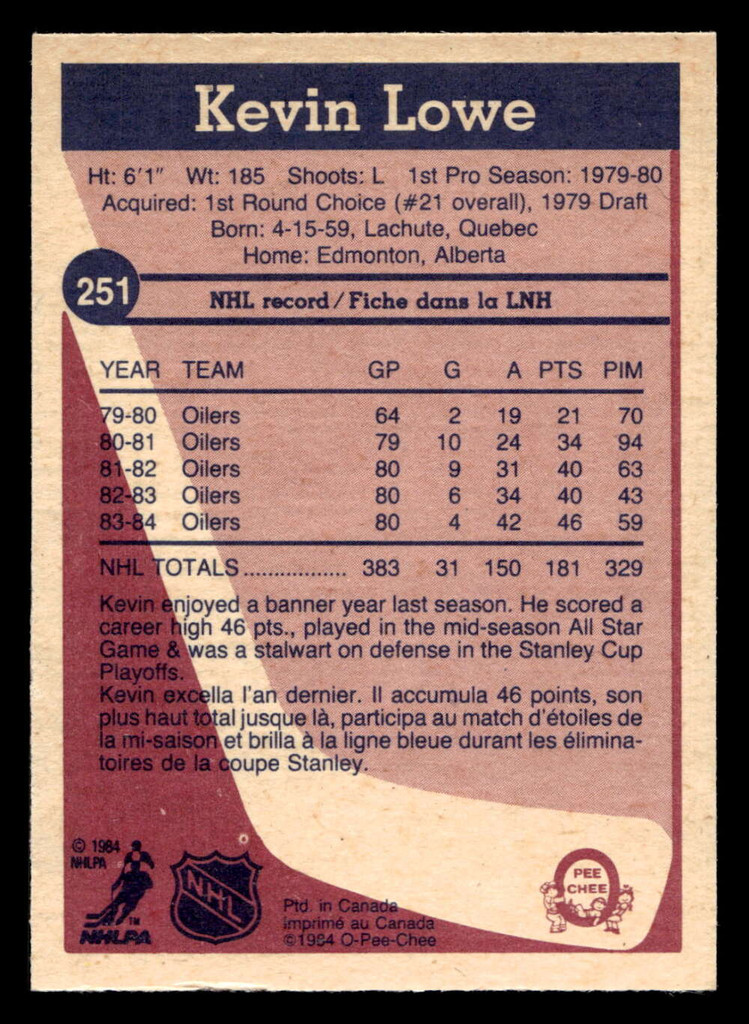 Kevin Lowe
Ht: 6'1" Wt: 185 Shoots: L 1st Pro Season: 1979-80
Acquired: 1st Round Choice (#21 overall), 1979 Draft
Born: 4-15-59, Lachute, Quebec
Home: Edmonton, Alberta
251
NHL record/Fiche dans la LNH
YEAR TEAM GP G A PTS PIM
79-80 Oilers 64 2 19 21 70
80-81 Oilers 79 10 24 34 94
81-82 Oilers 80 9 31 40 63
82-83 Oilers 80 6 34 40 43
83-84 Oilers 80 4 42 46 59
NHL TOTALS................. 383 31 150 181 329
Kevin enjoyed a banner year last season. He scored a
career high 46 pts., played in the mid-season All Star
Game & was a stalwart on defense in the Stanley Cup
Playoffs.
Kevin excella l'an dernier. Il accumula 46 points, son
plus haut total jusque là, participa au match d'étoiles de
la mi-saison et brilla à la ligne bleue durant les élimina-
toires de la coupe Stanley.
© 1984
NHLPA
TM
NHLPA
NHL
Ptd. in Canada
imprimé au Canada
©1984 O-Pee-Chee
O
PEE
CHEE